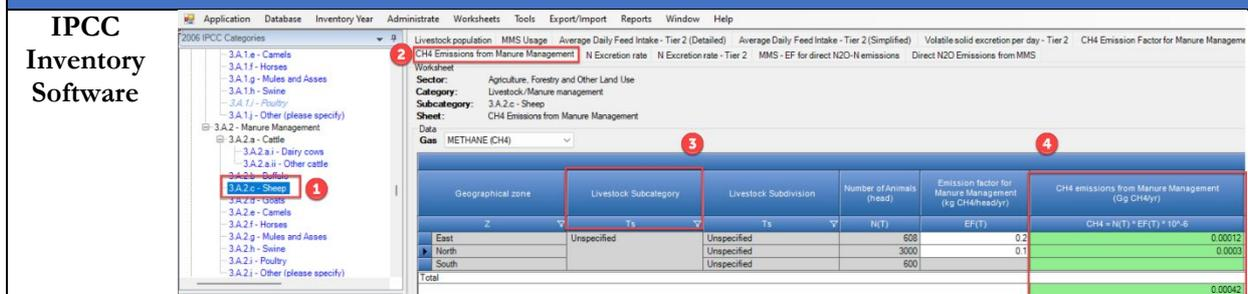 IPCC
Inventory
Software
Application Database Inventory Year Administrate Worksheets Tools Export/Import Reports Window Help
2006 IPCC Categories
3.A.1.e - Camels
3.A.1.f - Horses
3.A.1.g - Mules and Asses
3.A.1.h - Swine
3.A.1.i - Poultry
3.A.1.j - Other (please specify)
3.A.2 - Manure Management
3.A.2.a - Cattle
3.A.2.a.i - Dairy cows
3.A.2.a.ii - Other cattle
3.A.2.b - Buffalo
3.A.2.c - Sheep
1
3.A.2.d - Goats
3.A.2.e - Camels
3.A.2.f - Horses
3.A.2.g - Mules and Asses
3.A.2.h - Swine
3.A.2.i - Poultry
3.A.2.j - Other (please specify)
Livestock population MMS Usage Average Daily Feed Intake - Tier 2 (Detailed) Average Daily Feed Intake - Tier 2 (Simplified) Volatile solid excretion per day - Tier 2 CH4 Emission Factor for Manure Manageme
2 CH4 Emissions from Manure Management N Excretion rate N Excretion rate - Tier 2 MMS - EF for direct N2O-N emissions Direct N2O Emissions from MMS
Worksheet
Sector: Agriculture, Forestry and Other Land Use
Category: Livestock/Manure management
Subcategory: 3.A.2.c - Sheep
Sheet: CH4 Emissions from Manure Management
Data
Gas METHANE (CH4)
3 4
Geographical zone Livestock Subcategory Livestock Subdivision Number of Animals (head) Emission factor for Manure Management (kg CH4/head/yr) CH4 emissions from Manure Management (Gg CH4/yr)
Z Ts Ts N(T) EF(T) CH4 = N(T) * EF(T) * 10^-6
East Unspecified Unspecified 608 0.2 0.00012
North Unspecified 3000 0.1 0.0003
South Unspecified 600
Total
0.00042